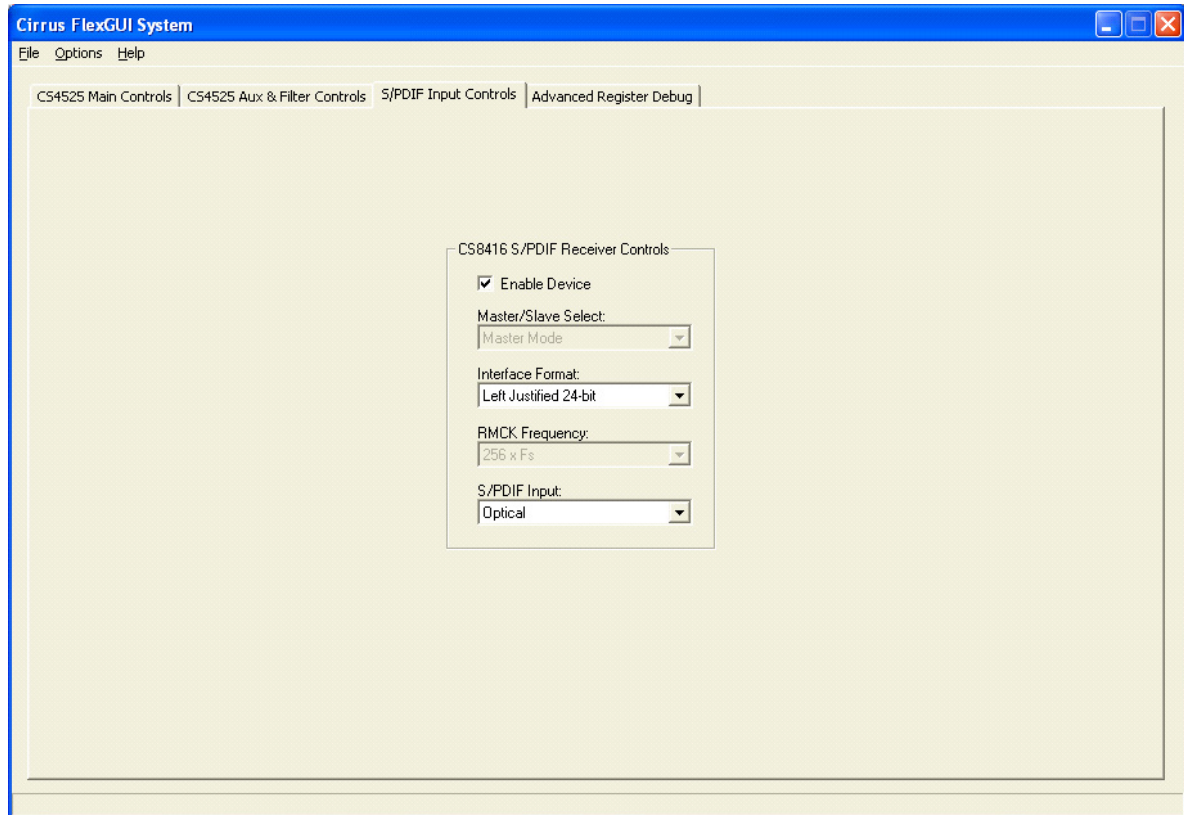 Cirrus FlexGUI System
File Options Help
CS4525 Main Controls CS4525 Aux & Filter Controls S/PDIF Input Controls Advanced Register Debug
CS8416 S/PDIF Receiver Controls
Enable Device
Master/Slave Select:
Master Mode
Interface Format:
Left Justified 24-bit
RMCK Frequency:
256 x Fs
S/PDIF Input:
Optical